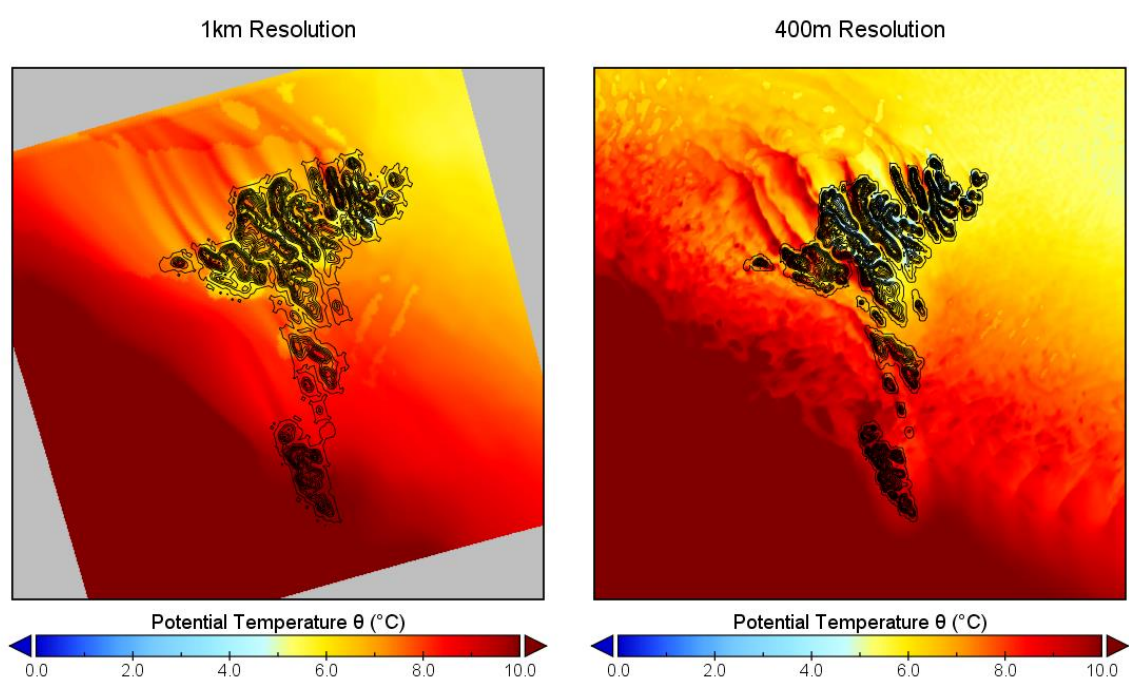 1km Resolution
400m Resolution
Potential Temperature θ (°C)
0.0 2.0 4.0 6.0 8.0 10.0
Potential Temperature θ (°C)
0.0 2.0 4.0 6.0 8.0 10.0